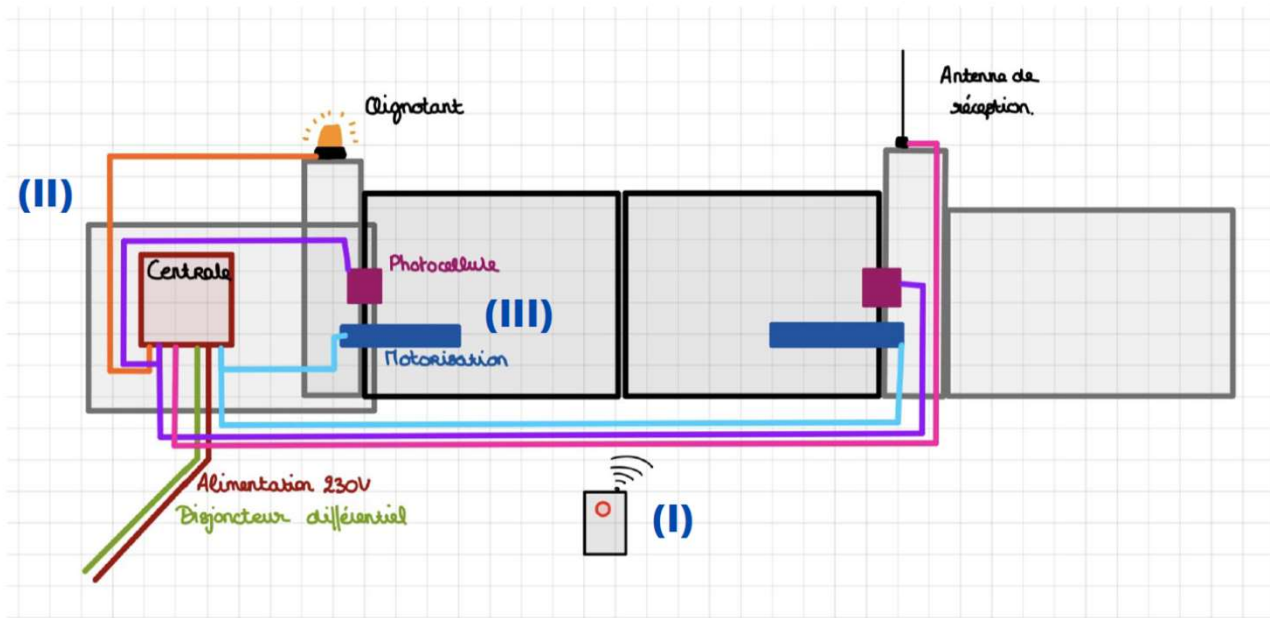 Antenne de
réception.
Clignotant
(II)
Centrale
Photocellule
(III)
Motorisation
Alimentation 230V
Disjoncteur différentiel
(I)